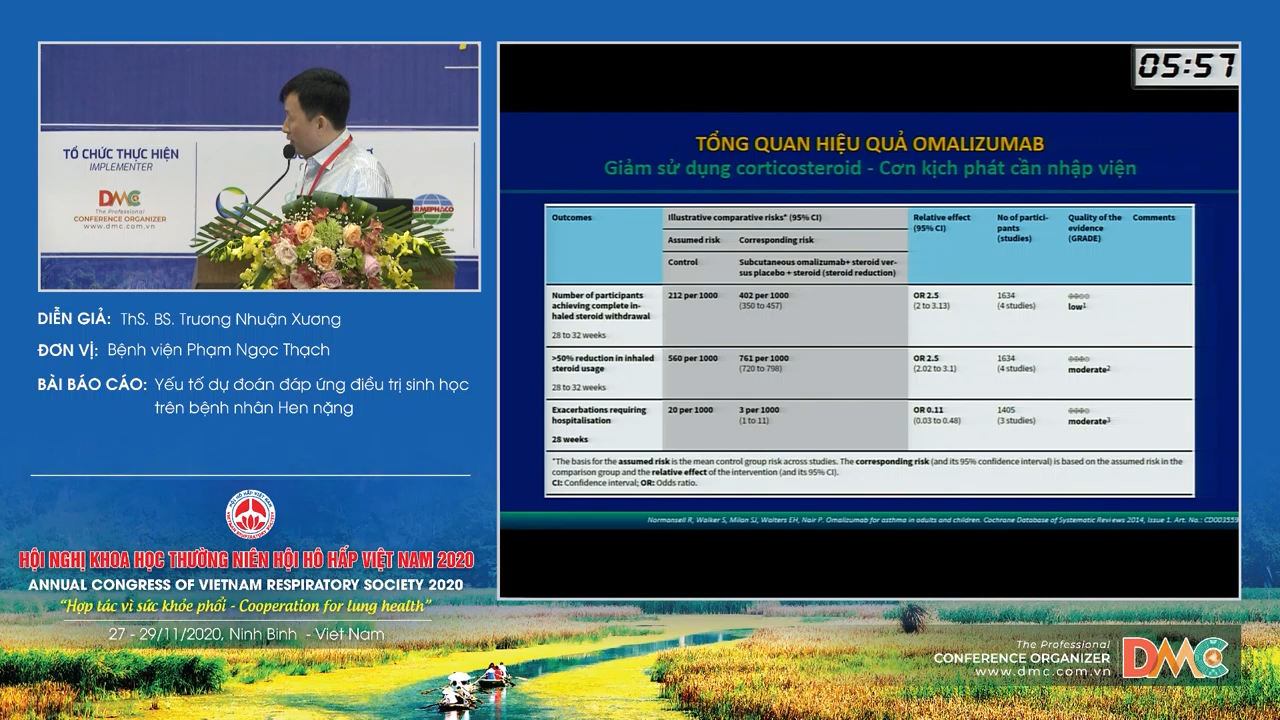 TỔ CHỨC THỰC HIỆN
IMPLEMENTER
DMC
The Professional
CONFERENCE ORGANIZER
www.dmc.com.vn
DIỄN GIẢ: ThS. BS. Trương Nhuận Xương
ĐƠN VỊ: Bệnh viện Phạm Ngọc Thạch
BÀI BÁO CÁO: Yếu tố dự đoán đáp ứng điều trị sinh học
trên bệnh nhân Hen nặng
HỘI NGHỊ KHOA HỌC THƯỜNG NIÊN HỘI HÔ HẤP VIỆT NAM 2020
ANNUAL CONGRESS OF VIETNAM RESPIRATORY SOCIETY 2020
“Hợp tác vì sức khỏe phổi - Cooperation for lung health”
27 - 29/11/2020, Ninh Bình - Việt Nam
05:57
TỔNG QUAN HIỆU QUẢ OMALIZUMAB
Giảm sử dụng corticosteroid - Cơn kịch phát cần nhập viện
Outcomes Illustrative comparative risks* (95% CI) Relative effect No of partici- Quality of the Comments
(95% CI) pants evidence
(studies) (GRADE)
Assumed risk Corresponding risk
Control Subcutaneous omalizumab+ steroid ver-
sus placebo + steroid (steroid reduction)
Number of participants 212 per 1000 402 per 1000 OR 2.5 1634
achieving complete in- (350 to 457) (2 to 3.13) (4 studies) low1
haled steroid withdrawal
28 to 32 weeks
>50% reduction in inhaled 560 per 1000 761 per 1000 OR 2.5 1634
steroid usage (720 to 798) (2.02 to 3.1) (4 studies) moderate2
28 to 32 weeks
Exacerbations requiring 20 per 1000 3 per 1000 OR 0.11 1405
hospitalisation (1 to 11) (0.03 to 0.48) (3 studies) moderate3
28 weeks
*The basis for the assumed risk is the mean control group risk across studies. The corresponding risk (and its 95% confidence interval) is based on the assumed risk in the
comparison group and the relative effect of the intervention (and its 95% CI).
CI: Confidence interval; OR: Odds ratio.
Normansell R, Walker S, Milan SJ, Walters EH, Nair P. Omalizumab for asthma in adults and children. Cochrane Database of Systematic Reviews 2014, Issue 1. Art. No.: CD003559
The Professional
CONFERENCE ORGANIZER
www.dmc.com.vn
DMC